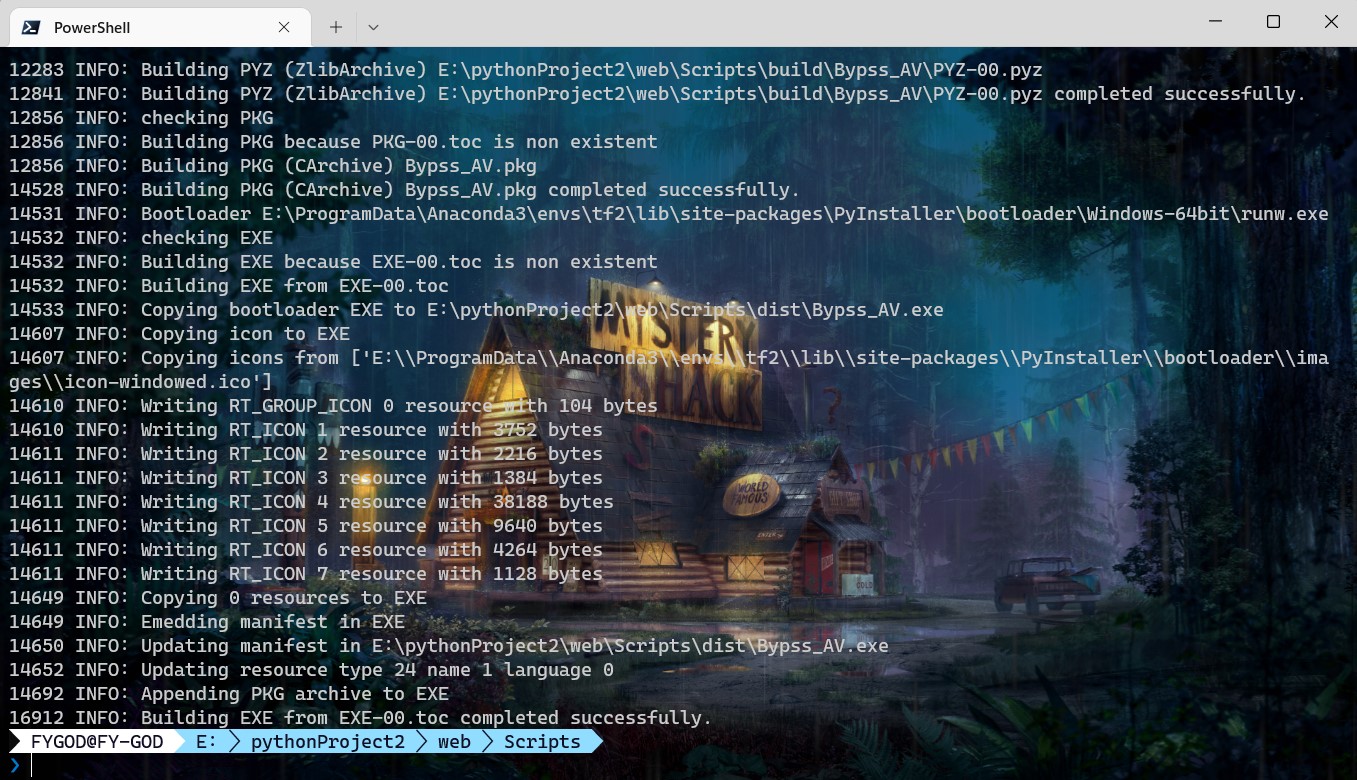 PowerShell
12283 INFO: Building PYZ (ZlibArchive) E:\pythonProject2\web\Scripts\build\Bypss_AV\PYZ-00.pyz
12841 INFO: Building PYZ (ZlibArchive) E:\pythonProject2\web\Scripts\build\Bypss_AV\PYZ-00.pyz completed successfully.
12856 INFO: checking PKG
12856 INFO: Building PKG because PKG-00.toc is non existent
12856 INFO: Building PKG (CArchive) Bypss_AV.pkg
14528 INFO: Building PKG (CArchive) Bypss_AV.pkg completed successfully.
14531 INFO: Bootloader E:\ProgramData\Anaconda3\envs\tf2\lib\site-packages\PyInstaller\bootloader\Windows-64bit\runw.exe
14532 INFO: checking EXE
14532 INFO: Building EXE because EXE-00.toc is non existent
14532 INFO: Building EXE from EXE-00.toc
14533 INFO: Copying bootloader EXE to E:\pythonProject2\web\Scripts\dist\Bypss_AV.exe
14607 INFO: Copying icon to EXE
14607 INFO: Copying icons from ['E:\\ProgramData\\Anaconda3\\envs\\tf2\\lib\\site-packages\\PyInstaller\\bootloader\\ima
ges\\icon-windowed.ico']
14610 INFO: Writing RT_GROUP_ICON 0 resource with 104 bytes
14610 INFO: Writing RT_ICON 1 resource with 3752 bytes
14611 INFO: Writing RT_ICON 2 resource with 2216 bytes
14611 INFO: Writing RT_ICON 3 resource with 1384 bytes
14611 INFO: Writing RT_ICON 4 resource with 38188 bytes
14611 INFO: Writing RT_ICON 5 resource with 9640 bytes
14611 INFO: Writing RT_ICON 6 resource with 4264 bytes
14611 INFO: Writing RT_ICON 7 resource with 1128 bytes
14649 INFO: Copying 0 resources to EXE
14649 INFO: Emedding manifest in EXE
14650 INFO: Updating manifest in E:\pythonProject2\web\Scripts\dist\Bypss_AV.exe
14652 INFO: Updating resource type 24 name 1 language 0
14692 INFO: Appending PKG archive to EXE
16912 INFO: Building EXE from EXE-00.toc completed successfully.
FYGOD@FY-GOD E: pythonProject2 web Scripts
❯
MYSTERY
SHACK
S
?
WORLD
FAMOUS
COLD